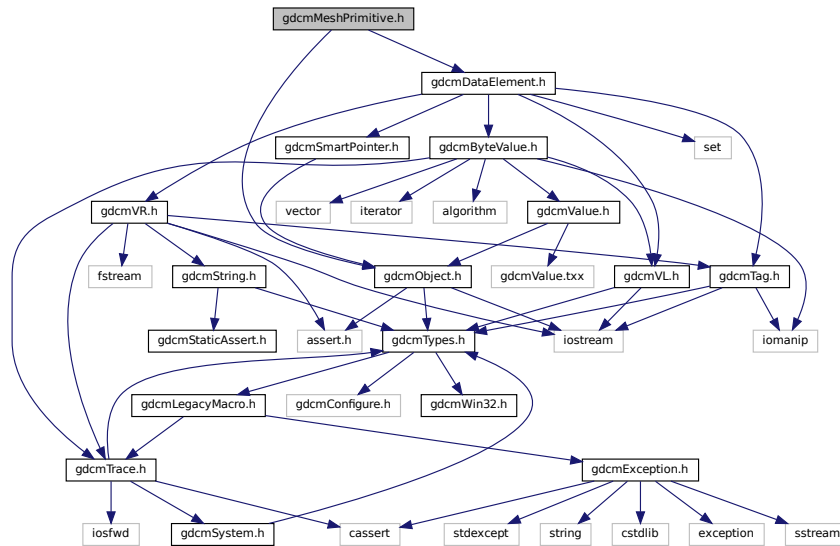 gdcmMeshPrimitive.h
gdcmDataElement.h
gdcmSmartPointer.h
gdcmByteValue.h
set
gdcmVR.h
vector
iterator
algorithm
gdcmValue.h
fstream
gdcmString.h
gdcmObject.h
gdcmValue.txx
gdcmVL.h
gdcmTag.h
gdcmStaticAssert.h
assert.h
gdcmTypes.h
iostream
iomanip
gdcmLegacyMacro.h
gdcmConfigure.h
gdcmWin32.h
gdcmTrace.h
gdcmException.h
iosfwd
gdcmSystem.h
cassert
stdexcept
string
cstdlib
exception
sstream